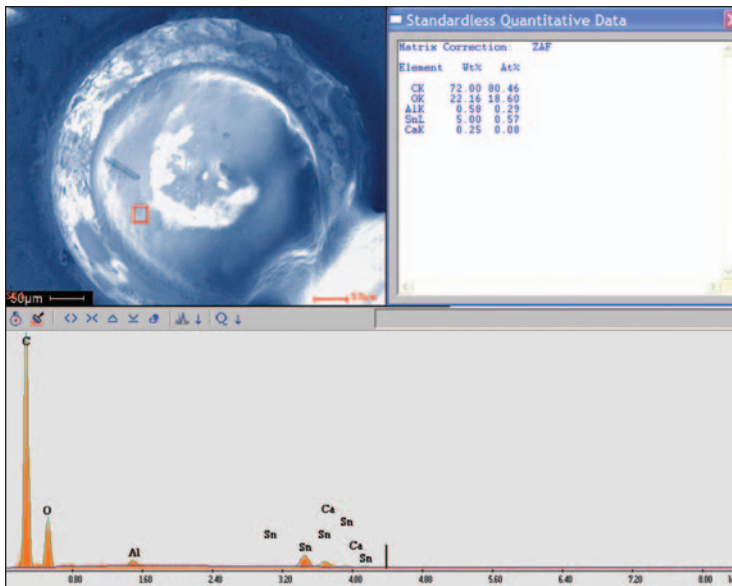 Standardless Quantitative Data
Matrix Correction: ZAF
Element Wt% At%
CK 72.00 80.46
OK 22.16 18.60
AlK 0.58 0.29
SnL 5.00 0.57
CaK 0.25 0.08
50µm
50µm
C
O
Al
Sn
Sn
Ca
Sn
Sn
Ca
Sn
0.80 1.60 2.40 3.20 4.00 4.80 5.60 6.40 7.20 8.00